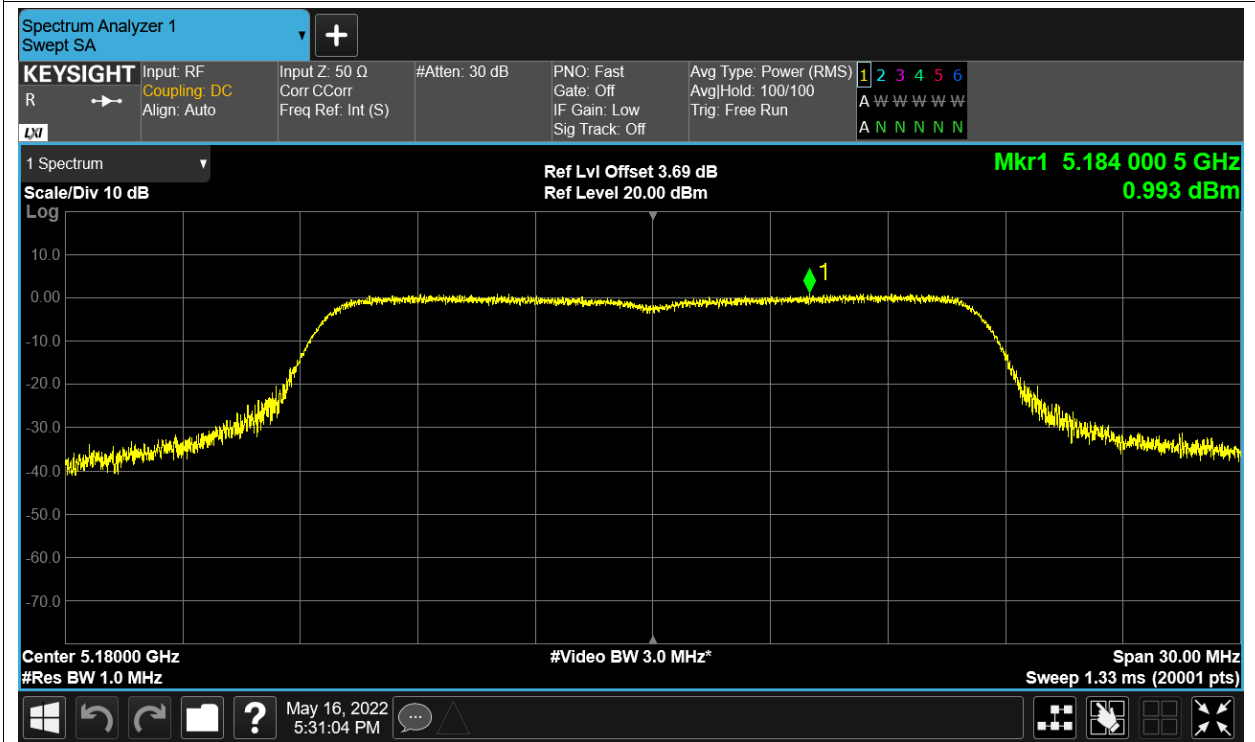 Spectrum Analyzer 1
Swept SA
KEYSIGHT
R
LXI
Input: RF
Coupling: DC
Align: Auto
Input Z: 50 Ω
Corr CCorr
Freq Ref: Int (S)
#Atten: 30 dB
PNO: Fast
Gate: Off
IF Gain: Low
Sig Track: Off
Avg Type: Power (RMS)
Avg|Hold: 100/100
Trig: Free Run
1 2 3 4 5 6
A W W W W W
A N N N N N
1 Spectrum
Scale/Div 10 dB
Log
Ref Lvl Offset 3.69 dB
Ref Level 20.00 dBm
Mkr1 5.184 000 5 GHz
0.993 dBm
10.0
1
0.00
-10.0
-20.0
-30.0
-40.0
-50.0
-60.0
-70.0
Center 5.18000 GHz
#Video BW 3.0 MHz*
Span 30.00 MHz
#Res BW 1.0 MHz
Sweep 1.33 ms (20001 pts)
?
May 16, 2022
5:31:04 PM